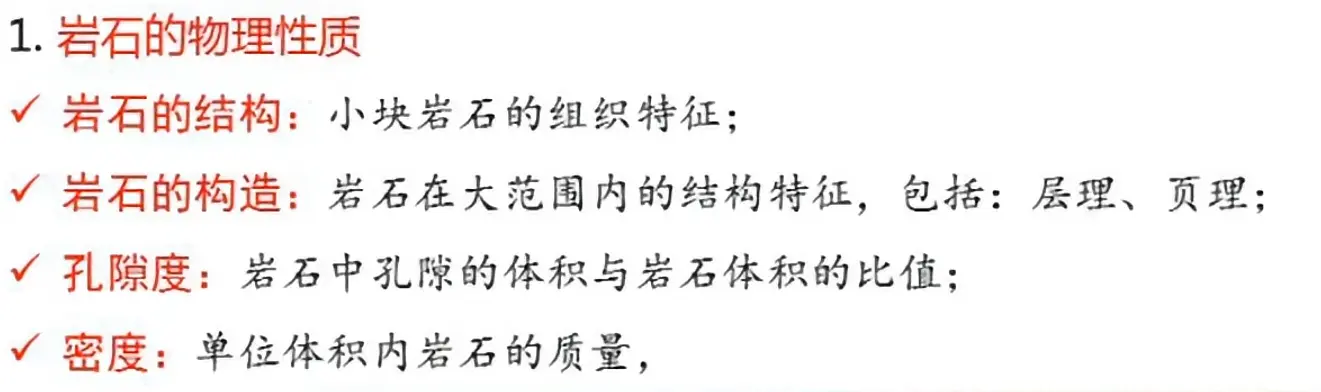 1. 岩石的物理性质
✓ 岩石的结构：小块岩石的组织特征；
✓ 岩石的构造：岩石在大范围内的结构特征，包括：层理、页理；
✓ 孔隙度：岩石中孔隙的体积与岩石体积的比值；
✓ 密度：单位体积内岩石的质量，